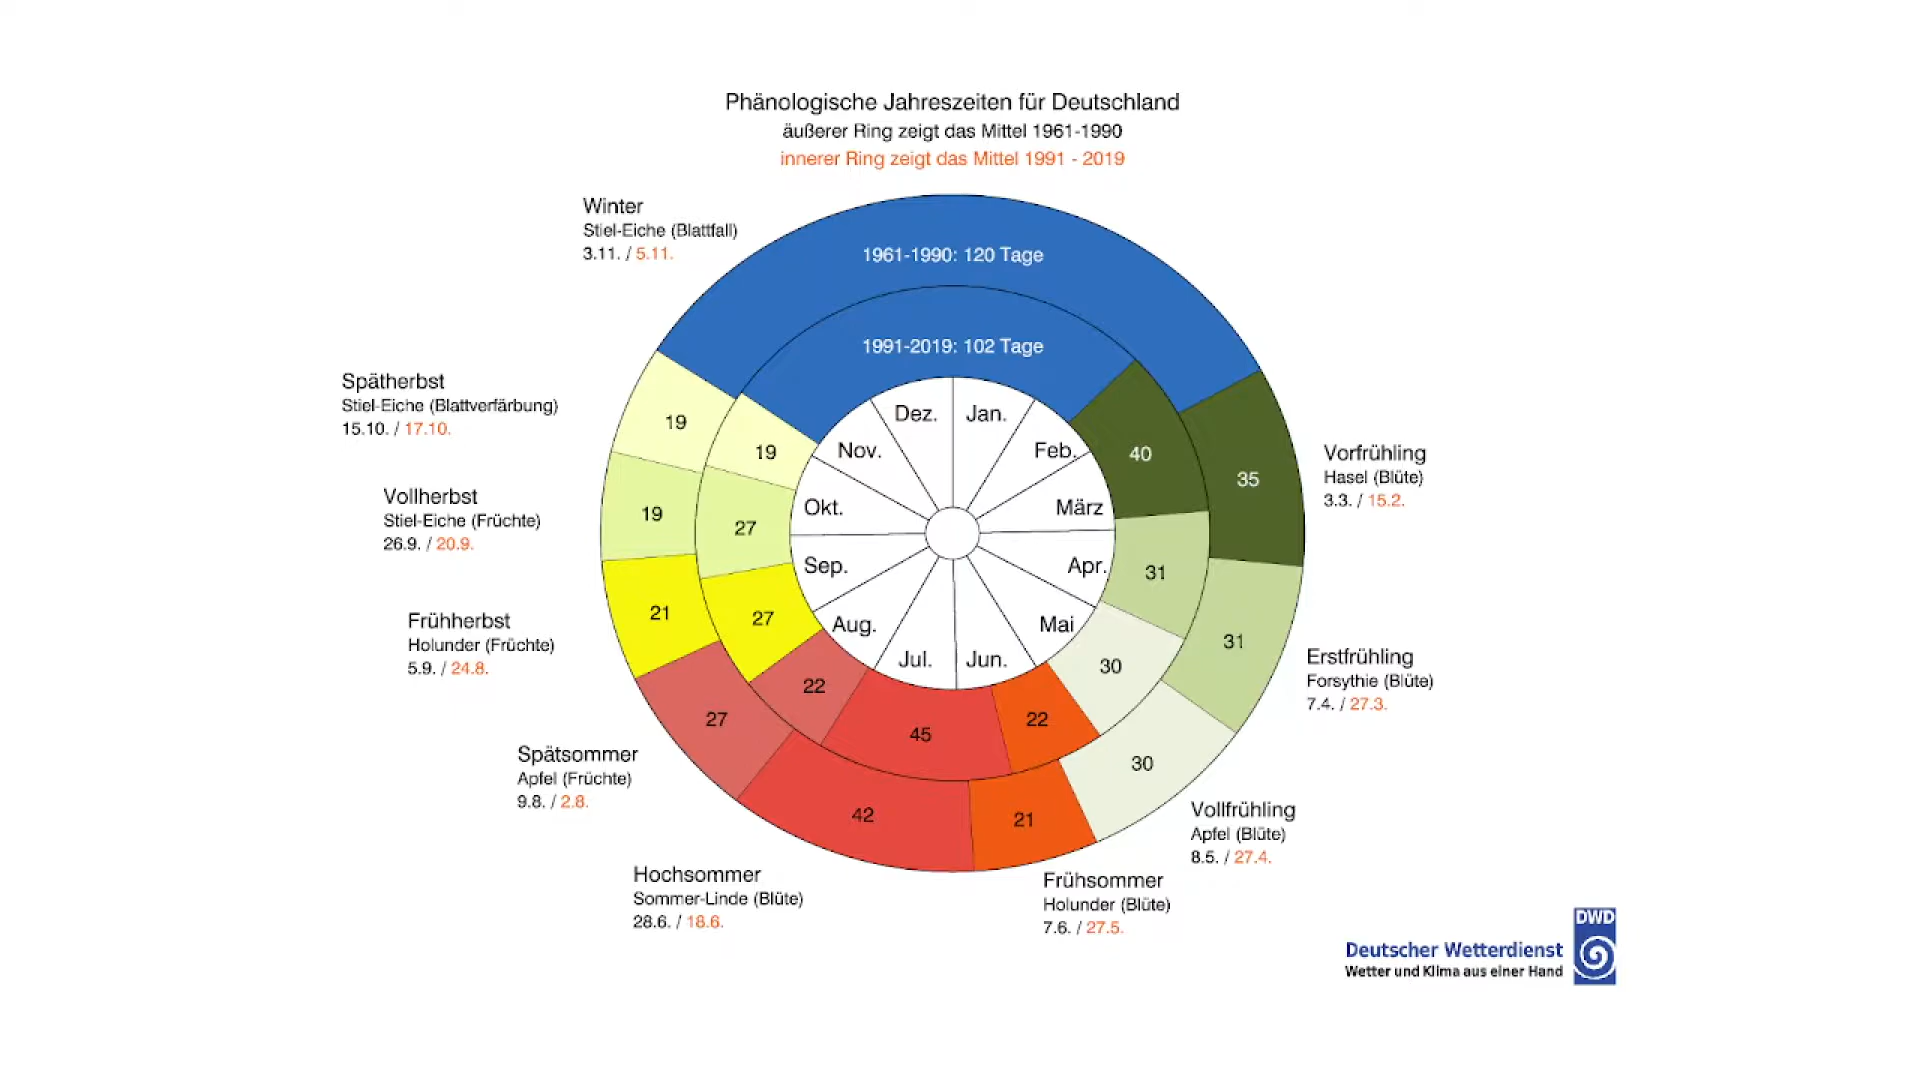 Phänologische Jahreszeiten für Deutschland
äußerer Ring zeigt das Mittel 1961-1990
innerer Ring zeigt das Mittel 1991 - 2019
Winter
Stiel-Eiche (Blattfall)
3.11. / 5.11.
1961-1990: 120 Tage
1991-2019: 102 Tage
Spätherbst
Stiel-Eiche (Blattverfärbung)
15.10. / 17.10.
19
19
Vollherbst
Stiel-Eiche (Früchte)
26.9. / 20.9.
19
27
Frühherbst
Holunder (Früchte)
5.9. / 24.8.
21
27
Spätsommer
Apfel (Früchte)
9.8. / 2.8.
27
22
Hochsommer
Sommer-Linde (Blüte)
28.6. / 18.6.
42
45
Frühsommer
Holunder (Blüte)
7.6. / 27.5.
21
22
Vollfrühling
Apfel (Blüte)
8.5. / 27.4.
30
30
Erstfrühling
Forsythie (Blüte)
7.4. / 27.3.
31
31
Vorfrühling
Hasel (Blüte)
3.3. / 15.2.
35
40
Jan.
Feb.
März
Apr.
Mai
Jun.
Jul.
Aug.
Sep.
Okt.
Nov.
Dez.
DWD
Deutscher Wetterdienst
Wetter und Klima aus einer Hand